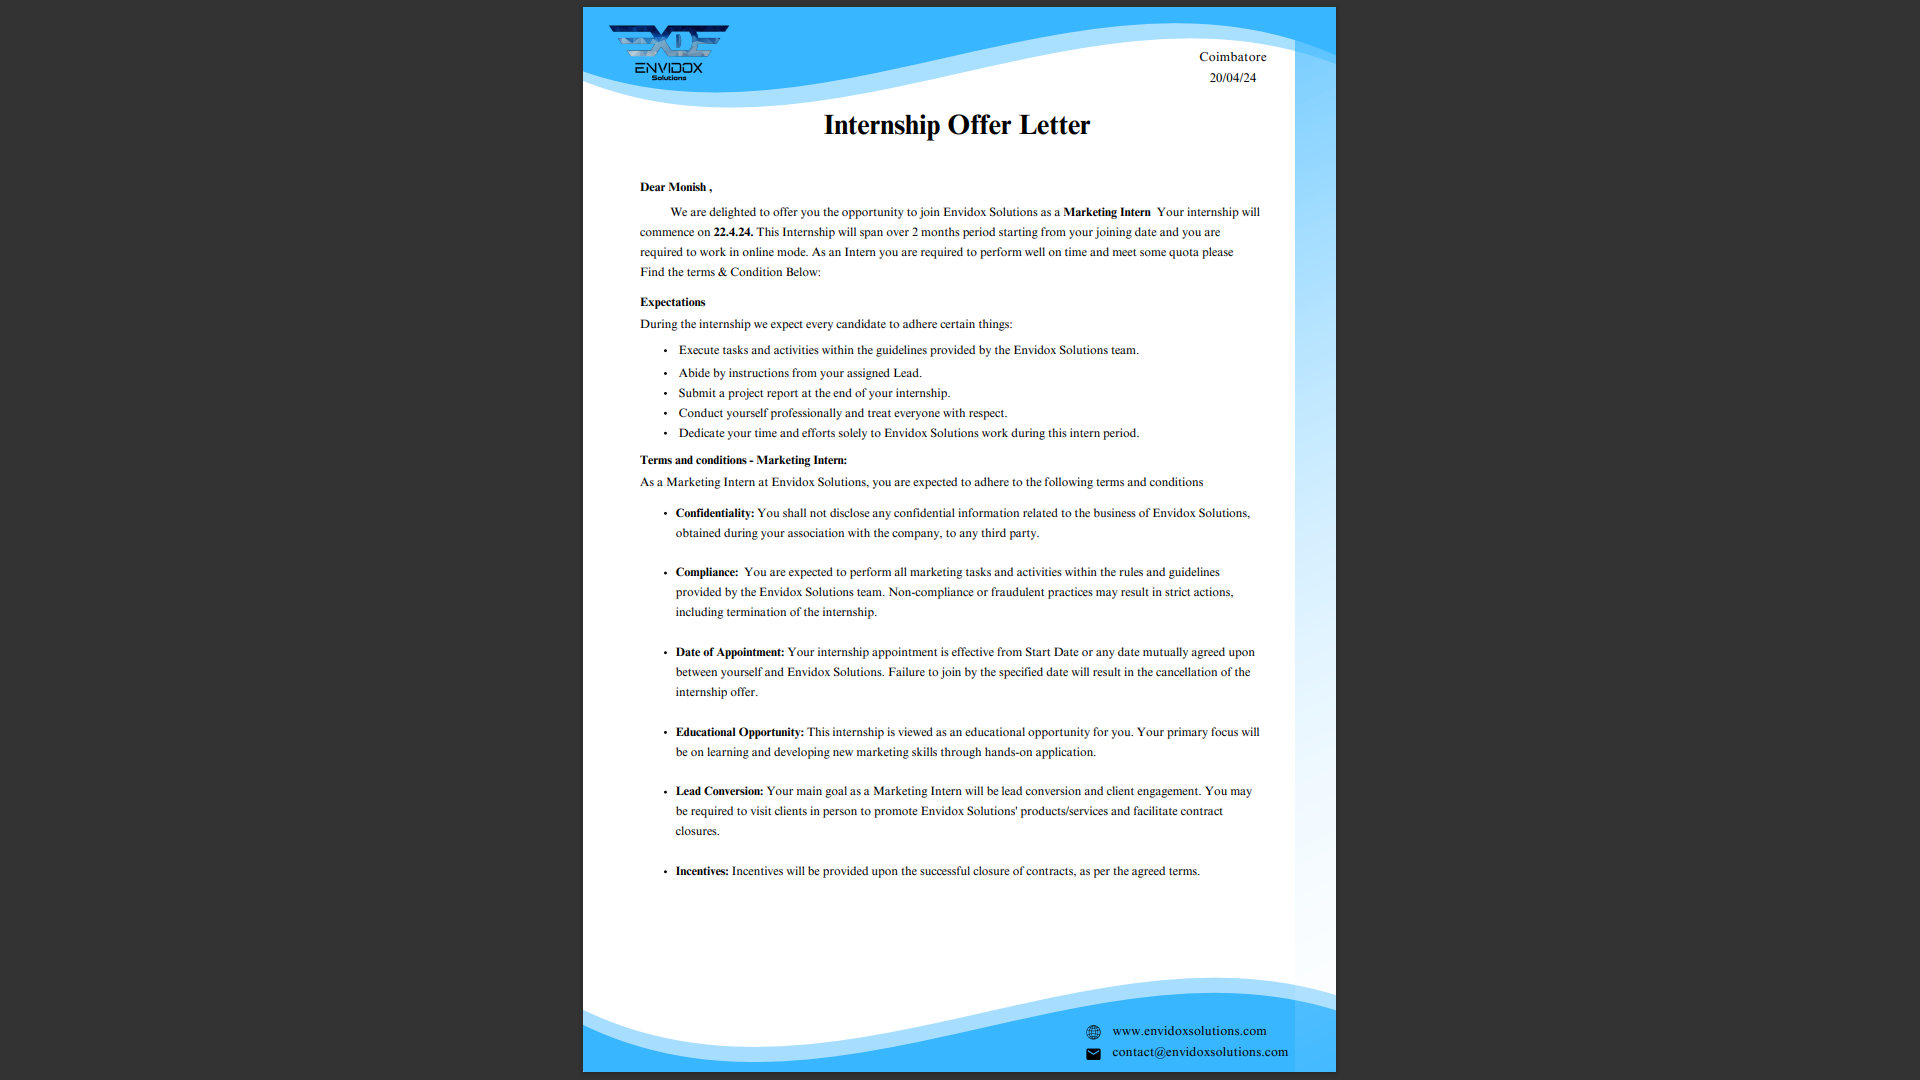 ENVIDOX
Solutions
Coimbatore
20/04/24
Internship Offer Letter
Dear Monish ,
We are delighted to offer you the opportunity to join Envidox Solutions as a Marketing Intern Your internship will
commence on 22.4.24. This Internship will span over 2 months period starting from your joining date and you are
required to work in online mode. As an Intern you are required to perform well on time and meet some quota please
Find the terms & Condition Below:
Expectations
During the internship we expect every candidate to adhere certain things:
• Execute tasks and activities within the guidelines provided by the Envidox Solutions team.
• Abide by instructions from your assigned Lead.
• Submit a project report at the end of your internship.
• Conduct yourself professionally and treat everyone with respect.
• Dedicate your time and efforts solely to Envidox Solutions work during this intern period.
Terms and conditions - Marketing Intern:
As a Marketing Intern at Envidox Solutions, you are expected to adhere to the following terms and conditions
• Confidentiality: You shall not disclose any confidential information related to the business of Envidox Solutions,
obtained during your association with the company, to any third party.
• Compliance: You are expected to perform all marketing tasks and activities within the rules and guidelines
provided by the Envidox Solutions team. Non-compliance or fraudulent practices may result in strict actions,
including termination of the internship.
• Date of Appointment: Your internship appointment is effective from Start Date or any date mutually agreed upon
between yourself and Envidox Solutions. Failure to join by the specified date will result in the cancellation of the
internship offer.
• Educational Opportunity: This internship is viewed as an educational opportunity for you. Your primary focus will
be on learning and developing new marketing skills through hands-on application.
• Lead Conversion: Your main goal as a Marketing Intern will be lead conversion and client engagement. You may
be required to visit clients in person to promote Envidox Solutions' products/services and facilitate contract
closures.
• Incentives: Incentives will be provided upon the successful closure of contracts, as per the agreed terms.
www.envidoxsolutions.com
contact@envidoxsolutions.com